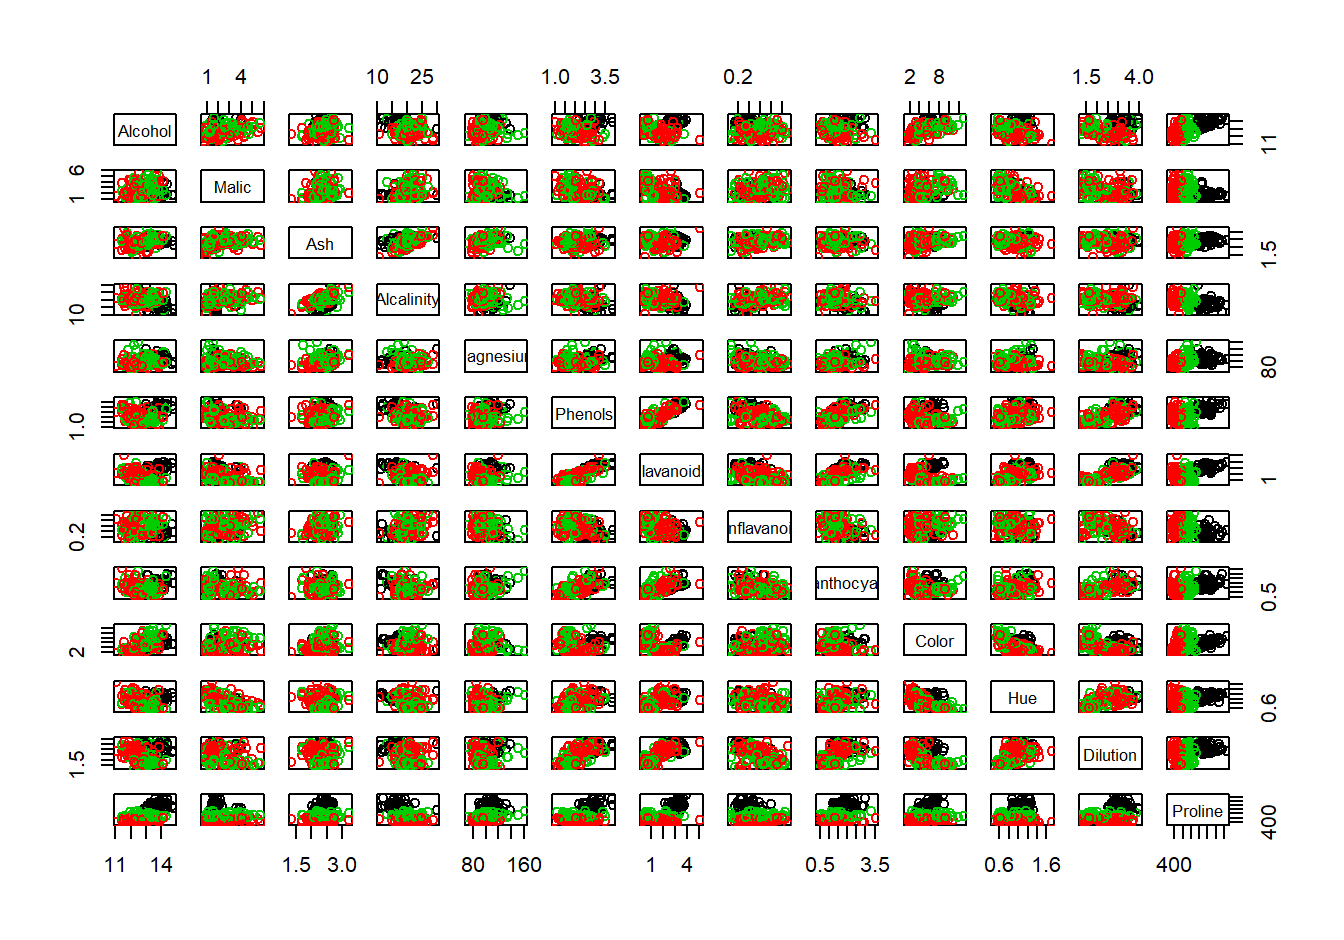 1 4 10 25 1.0 3.5 0.2 2 8 1.5 4.0
Alcohol 11
1 6 Malic
Ash 1.5
10 Alcalinity
agnesiur 80
1.0 Phenols
lavanoid 1
0.2 nflavanoi
anthocya 0.5
2 Color
Hue 0.6
1.5 Dilution
Proline 400
11 14 1.5 3.0 80 160 1 4 0.5 3.5 0.6 1.6 400